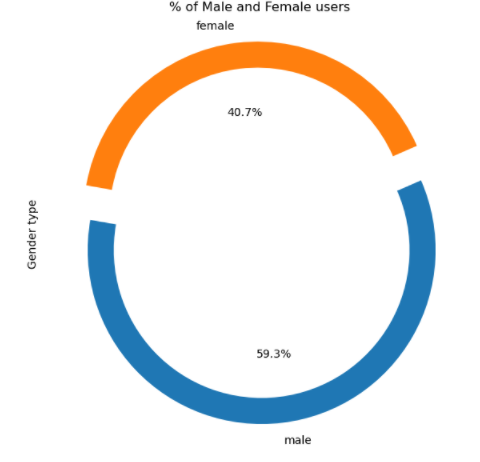 % of Male and Female users
female
40.7%
Gender type
59.3%
male